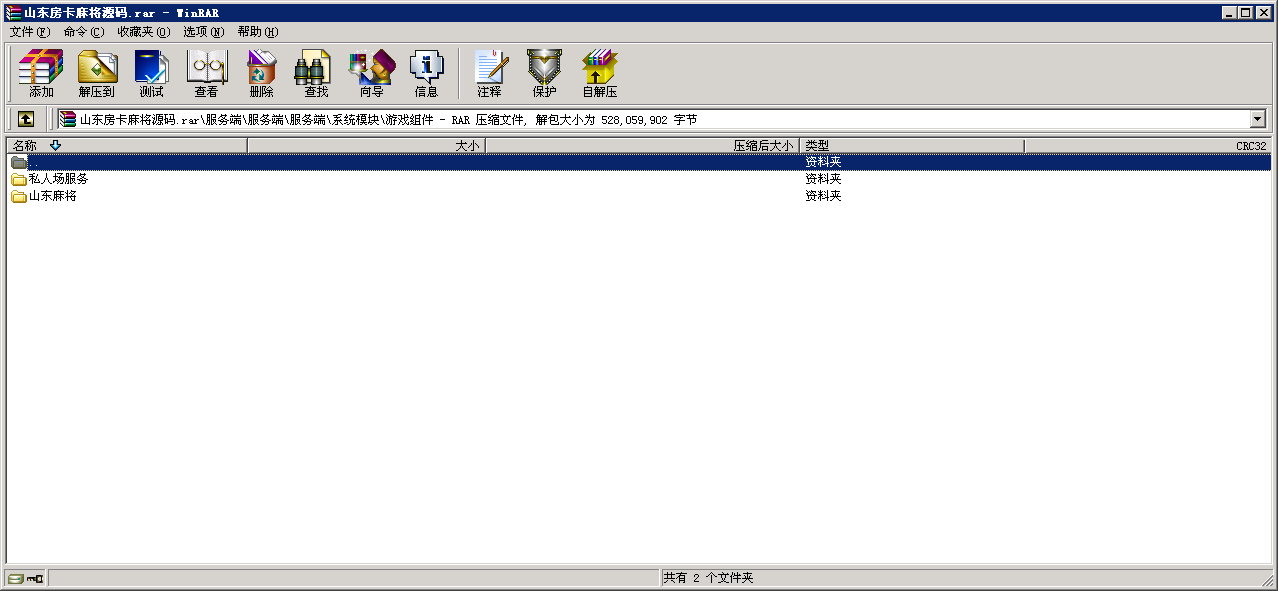 山东房卡麻将源码.rar - WinRAR
文件(F) 命令(C) 收藏夹(O) 选项(N) 帮助(H)
添加 解压到 测试 查看 删除 查找 向导 信息 注释 保护 自解压
山东房卡麻将源码.rar\服务端\服务端\服务端\系统模块\游戏组件 - RAR 压缩文件, 解包大小为 528,059,902 字节
名称 大小 压缩后大小 类型 CRC32
.. 资料夹
私人场服务 资料夹
山东麻将 资料夹
共有 2 个文件夹